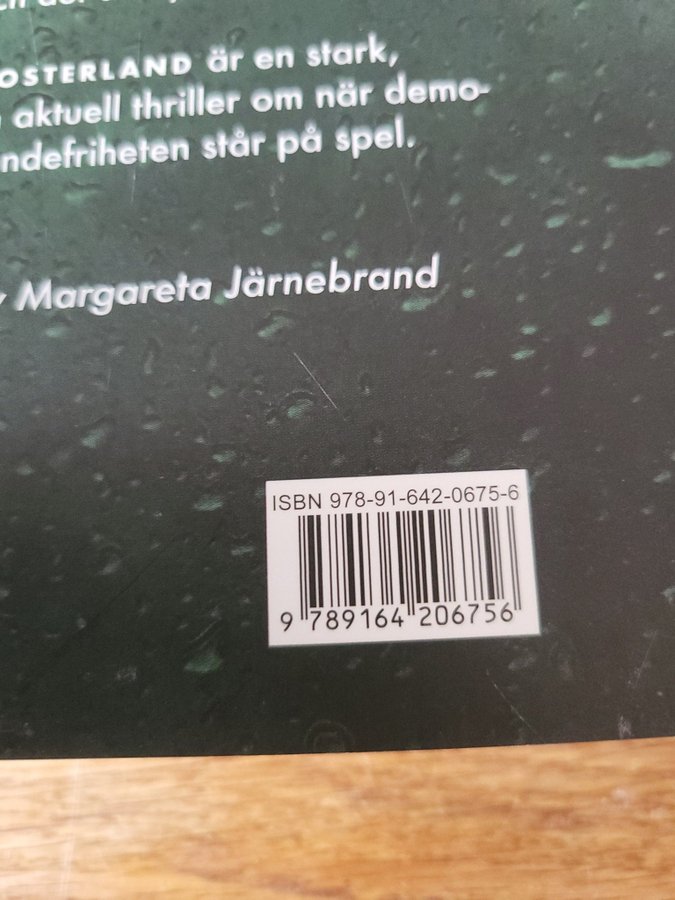 OSTERLAND är en stark,
aktuell thriller om när demo-
ndefriheten står på spel.
Margareta Järnebrand
ISBN 978-91-642-0675-6
9 789164 206756